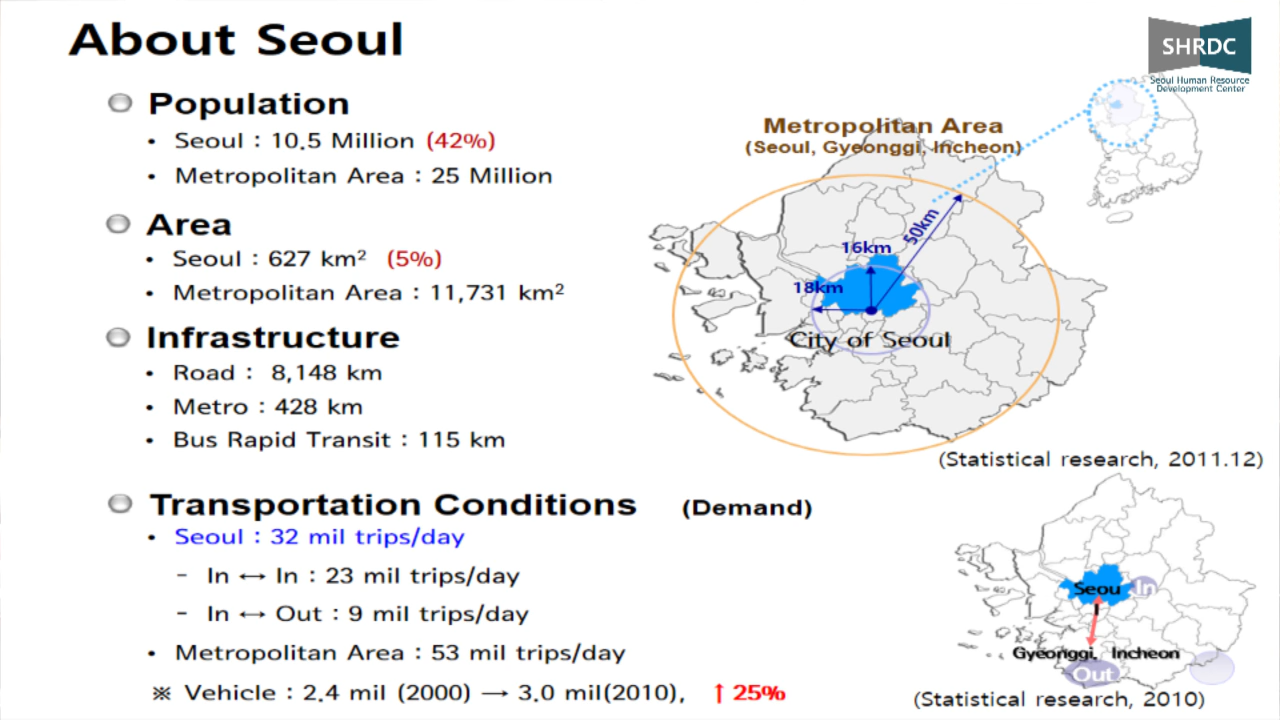 About Seoul
SHRDC
Seoul Human Resource
Development Center
Population
• Seoul : 10.5 Million (42%)
• Metropolitan Area : 25 Million
Area
• Seoul : 627 km² (5%)
• Metropolitan Area : 11,731 km²
Infrastructure
• Road : 8,148 km
• Metro : 428 km
• Bus Rapid Transit : 115 km
Metropolitan Area
(Seoul, Gyeonggi, Incheon)
50km
16km
18km
City of Seoul
(Statistical research, 2011.12)
Transportation Conditions (Demand)
• Seoul : 32 mil trips/day
- In ↔ In : 23 mil trips/day
- In ↔ Out : 9 mil trips/day
• Metropolitan Area : 53 mil trips/day
※ Vehicle : 2.4 mil (2000) → 3.0 mil(2010), ↑ 25%
Seou In
Gyeonggi, Incheon
Out
(Statistical research, 2010)